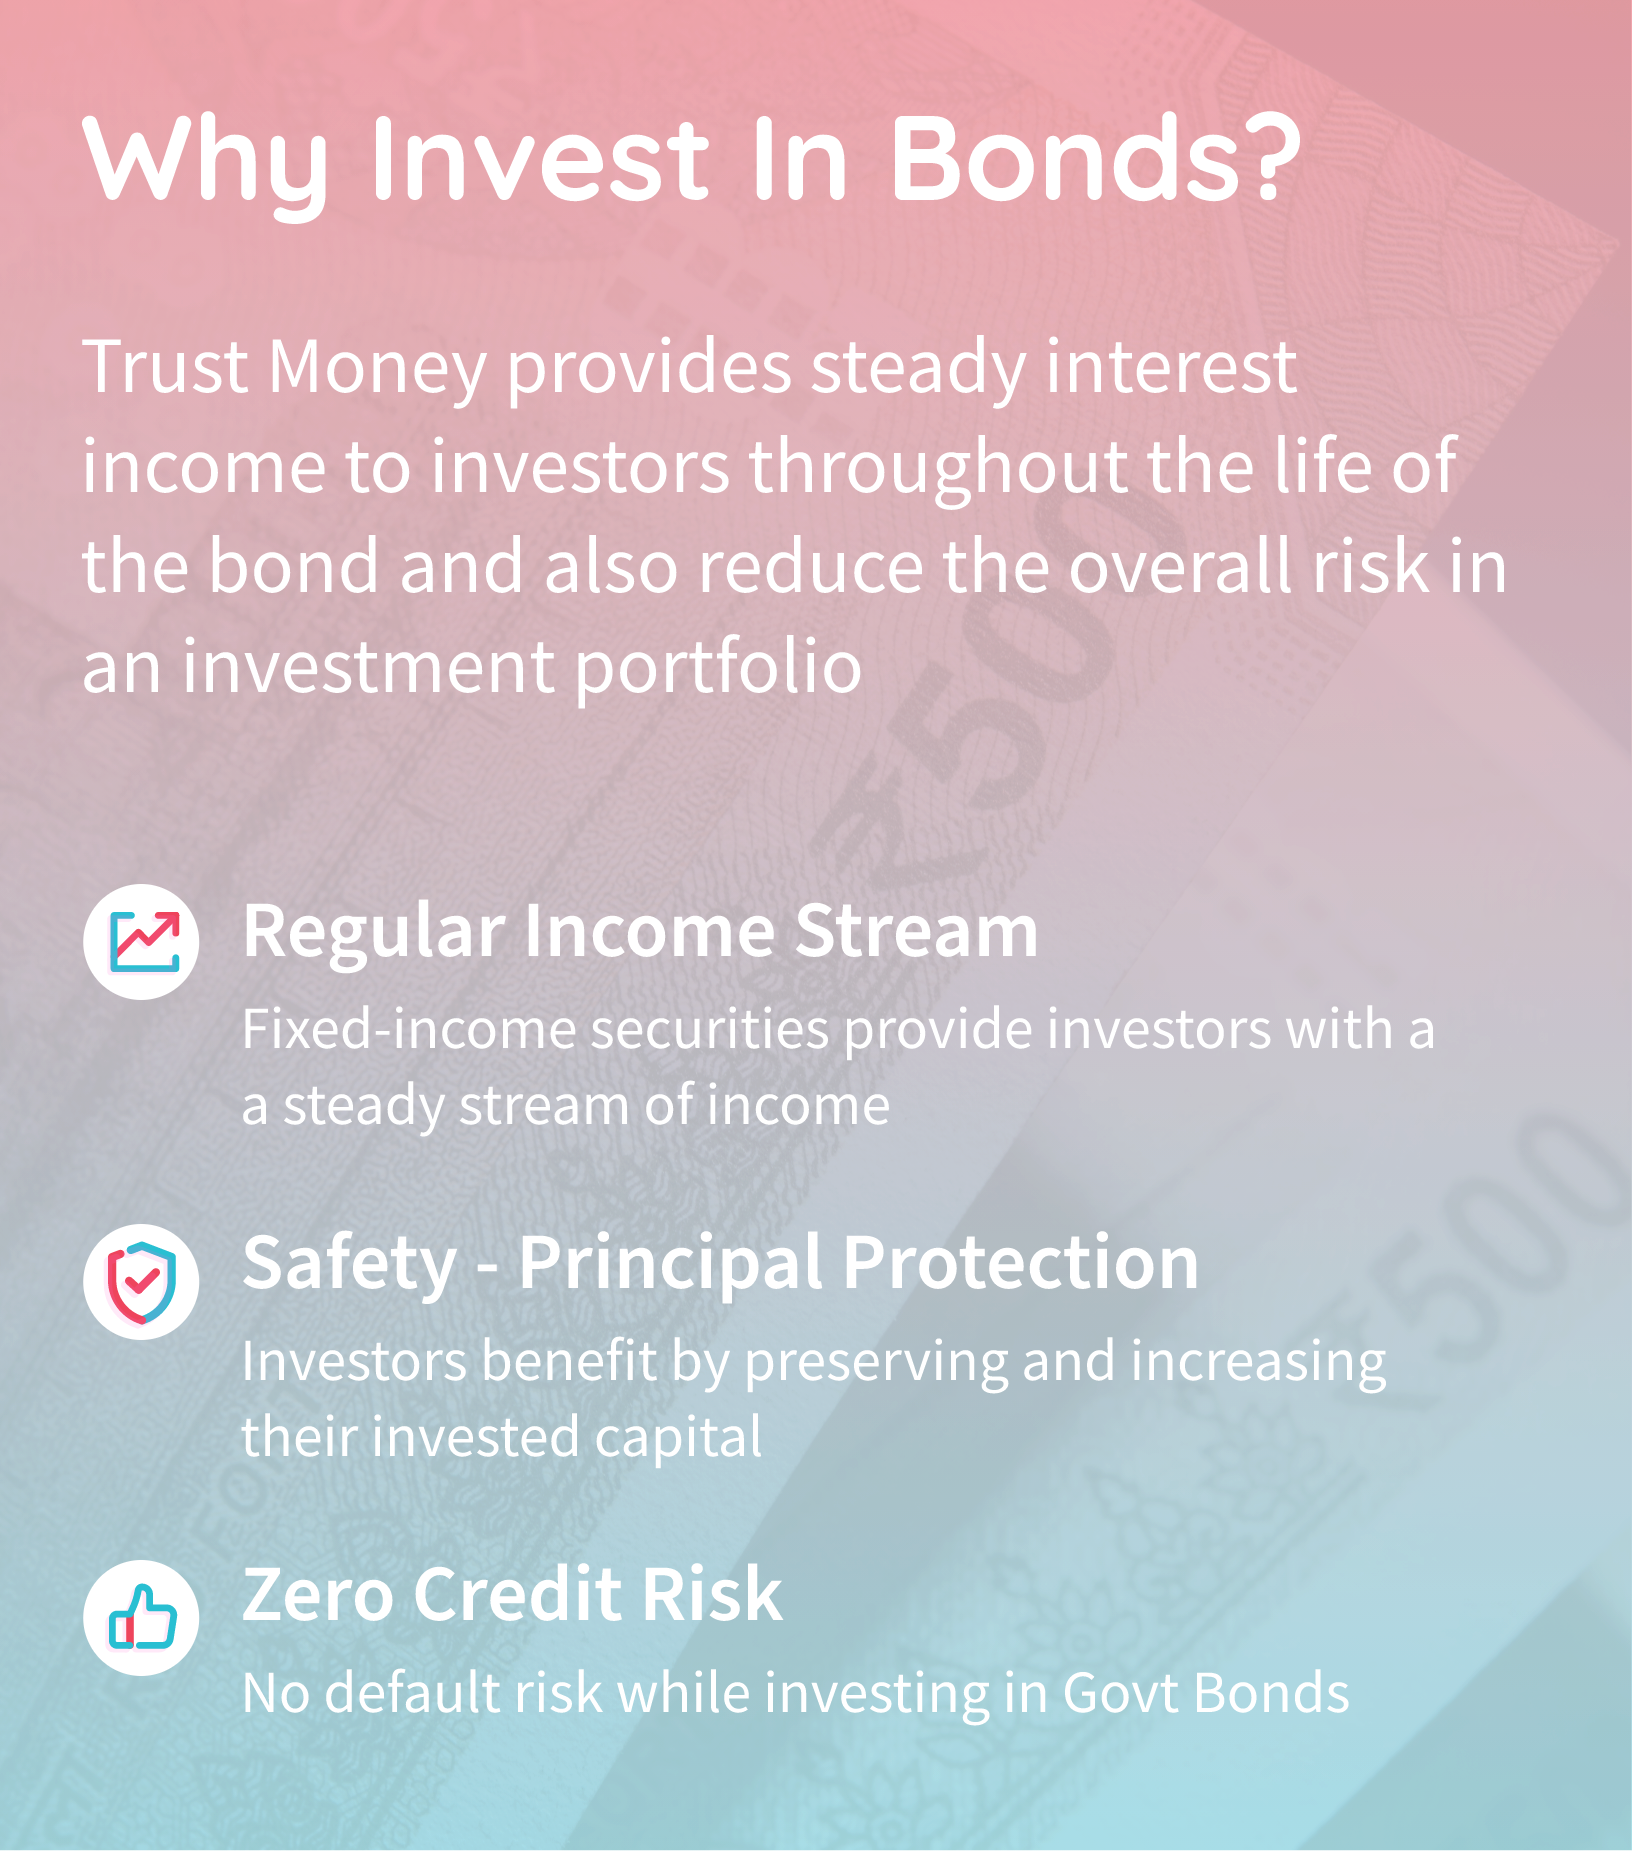 Why Invest In Bonds?
Trust Money provides steady interest
income to investors throughout the life of
the bond and also reduce the overall risk in
an investment portfolio
₹500
Regular Income Stream
Fixed-income securities provide investors with a
a steady stream of income
₹500
Safety - Principal Protection
Investors benefit by preserving and increasing
their invested capital
Zero Credit Risk
No default risk while investing in Govt Bonds